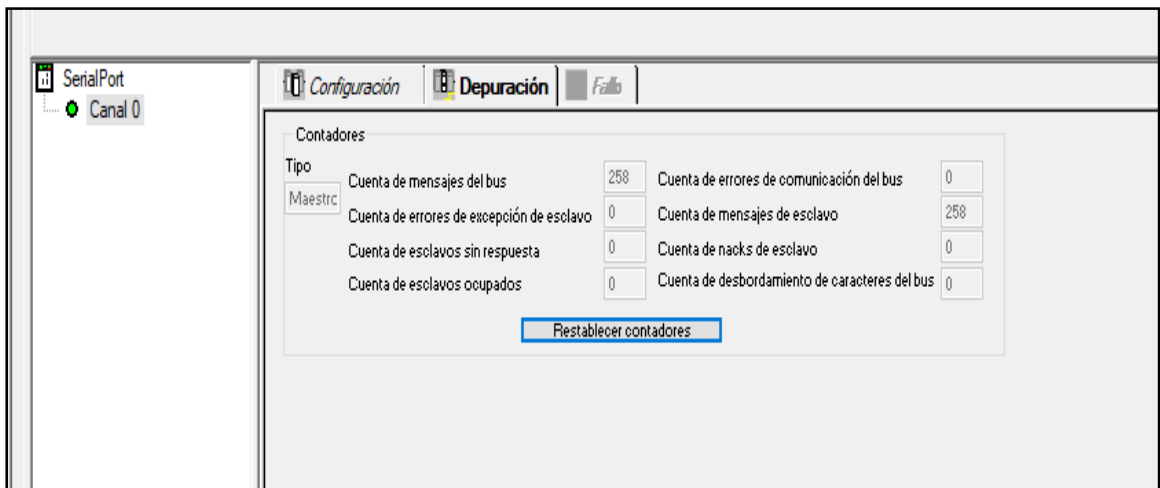 SerialPort
Canal 0
Configuración
Depuración
Fallo
Contadores
Tipo
Maestro
Cuenta de mensajes del bus 258
Cuenta de errores de comunicación del bus 0
Cuenta de errores de excepción de esclavo 0
Cuenta de mensajes de esclavo 258
Cuenta de esclavos sin respuesta 0
Cuenta de nacks de esclavo 0
Cuenta de esclavos ocupados 0
Cuenta de desbordamiento de caracteres del bus 0
Restablecer contadores